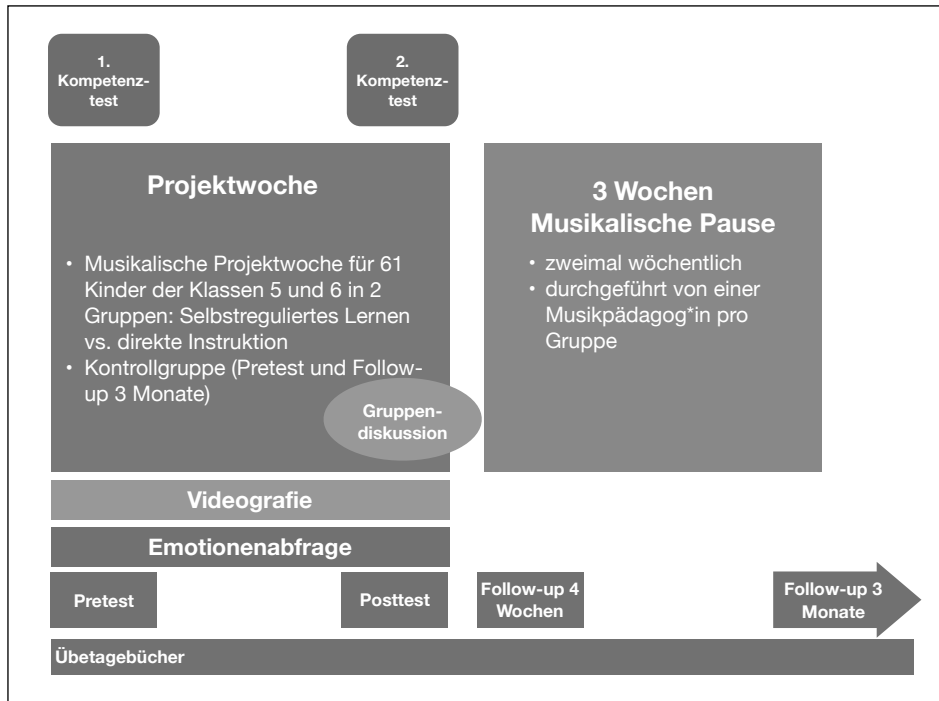 1.
Kompetenz-
test
2.
Kompetenz-
test
Projektwoche
• Musikalische Projektwoche für 61
Kinder der Klassen 5 und 6 in 2
Gruppen: Selbstreguliertes Lernen
vs. direkte Instruktion
• Kontrollgruppe (Pretest und Follow-
up 3 Monate)
Gruppen-
diskussion
3 Wochen
Musikalische Pause
• zweimal wöchentlich
• durchgeführt von einer
Musikpädagog*in pro
Gruppe
Videografie
Emotionenabfrage
Pretest
Posttest
Follow-up 4
Wochen
Follow-up 3
Monate
Übetagebücher